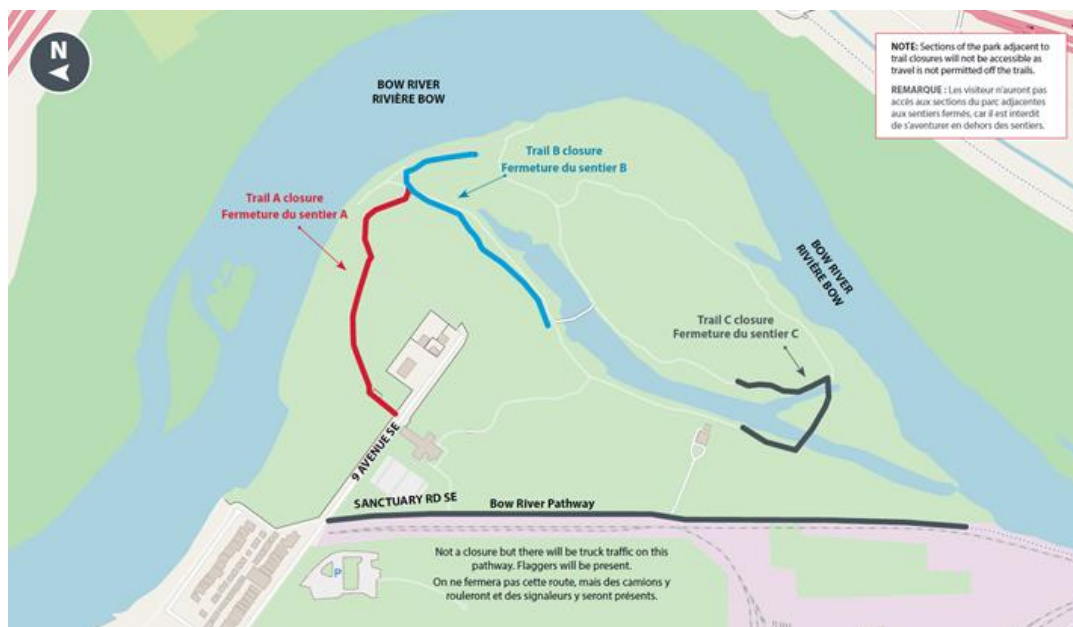 N
BOW RIVER
RIVIÈRE BOW
NOTE: Sections of the park adjacent to
trail closures will not be accessible as
travel is not permitted off the trails.
REMARQUE : Les visiteur n'auront pas
accès aux sections du parc adjacentes
aux sentiers fermés, car il est interdit
de s'aventurer en dehors des sentiers.
Trail B closure
Fermeture du sentier B
Trail A closure
Fermeture du sentier A
BOW RIVER
RIVIÈRE BOW
Trail C closure
Fermeture du sentier C
9 AVENUE SE
SANCTUARY RD SE
Bow River Pathway
Not a closure but there will be truck traffic on this
pathway. Flaggers will be present.
On ne fermera pas cette route, mais des camions y
rouleront et des signaleurs y seront présents.
P